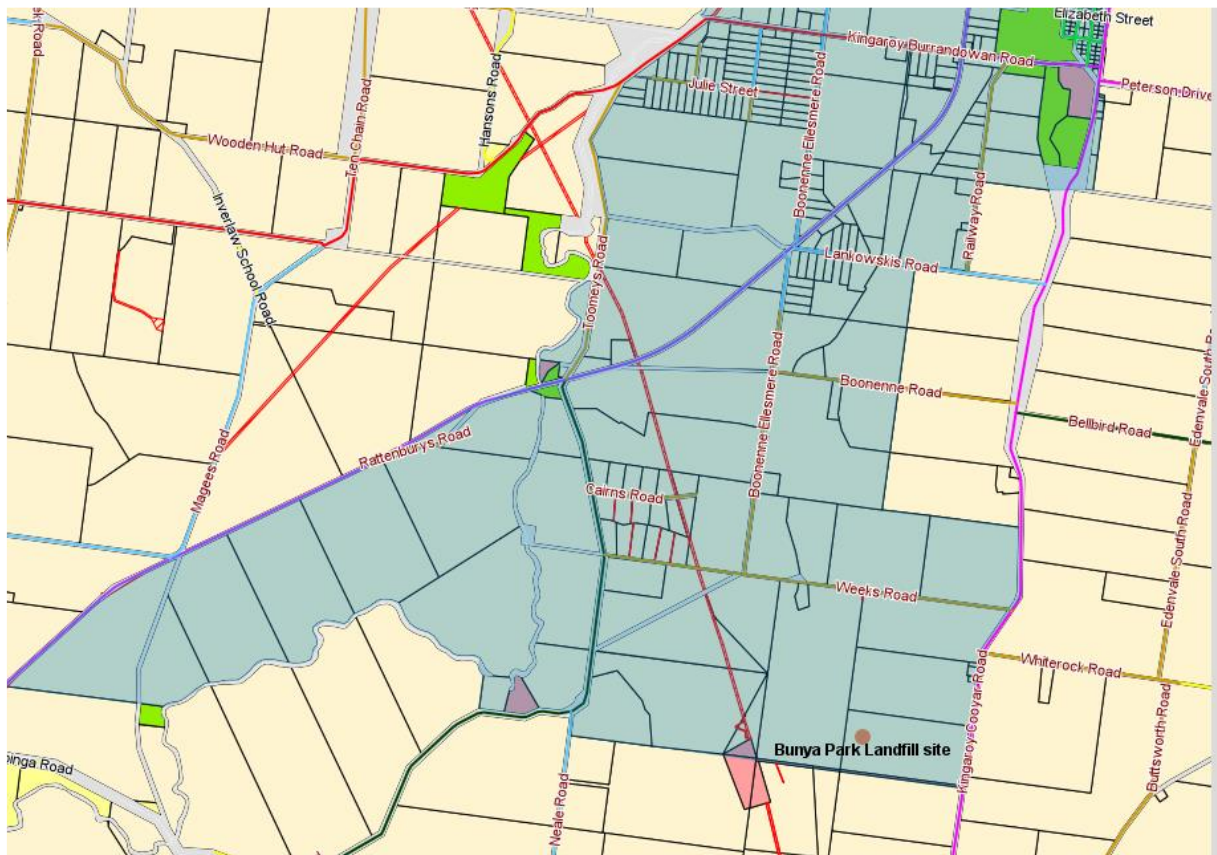 Elizabeth Street
Kingaroy Burrandowan Road
Peterson Drive
Julie Street
Hansons Road
Ten Chain Road
Wooden Hut Road
Boonenne Ellesmere Road
Railway Road
Inverlaw School Road
Toomeys Road
Lankowskis Road
Boonenne Road
Bellbird Road
Edenvale South
Boonenne Ellesmere Road
Rattenburys Road
Magees Road
Cairns Road
Edenvale South Road
Weeks Road
Whiterock Road
Kingaroy Cooyar Road
Buttsworth Road
Bunya Park Landfill site
Neale Road
Road